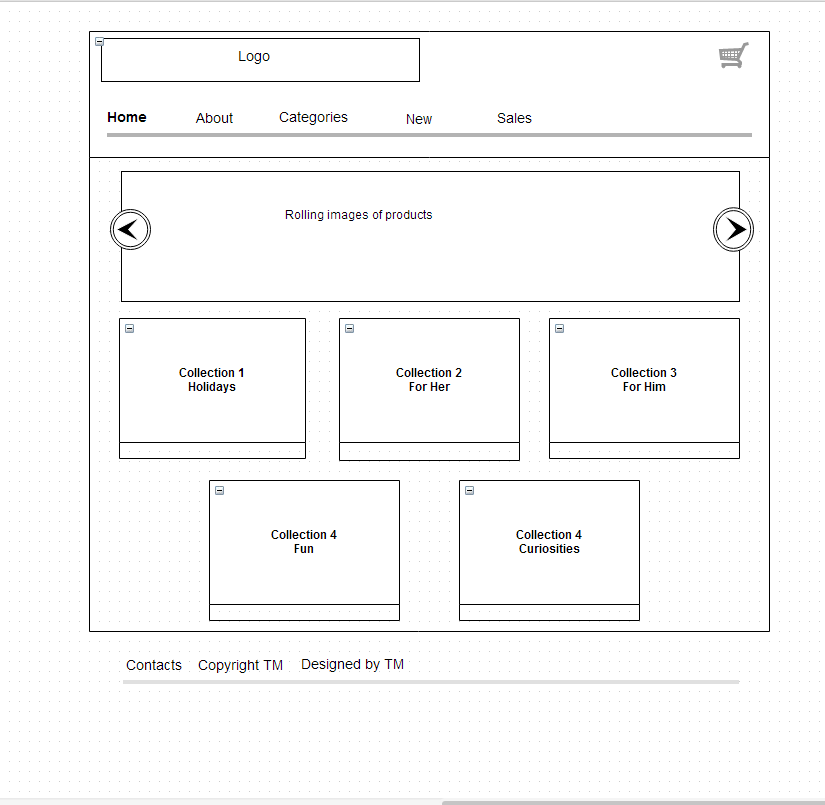 Logo
Home About Categories New Sales
Rolling images of products
Collection 1
Holidays
Collection 2
For Her
Collection 3
For Him
Collection 4
Fun
Collection 4
Curiosities
Contacts Copyright TM Designed by TM